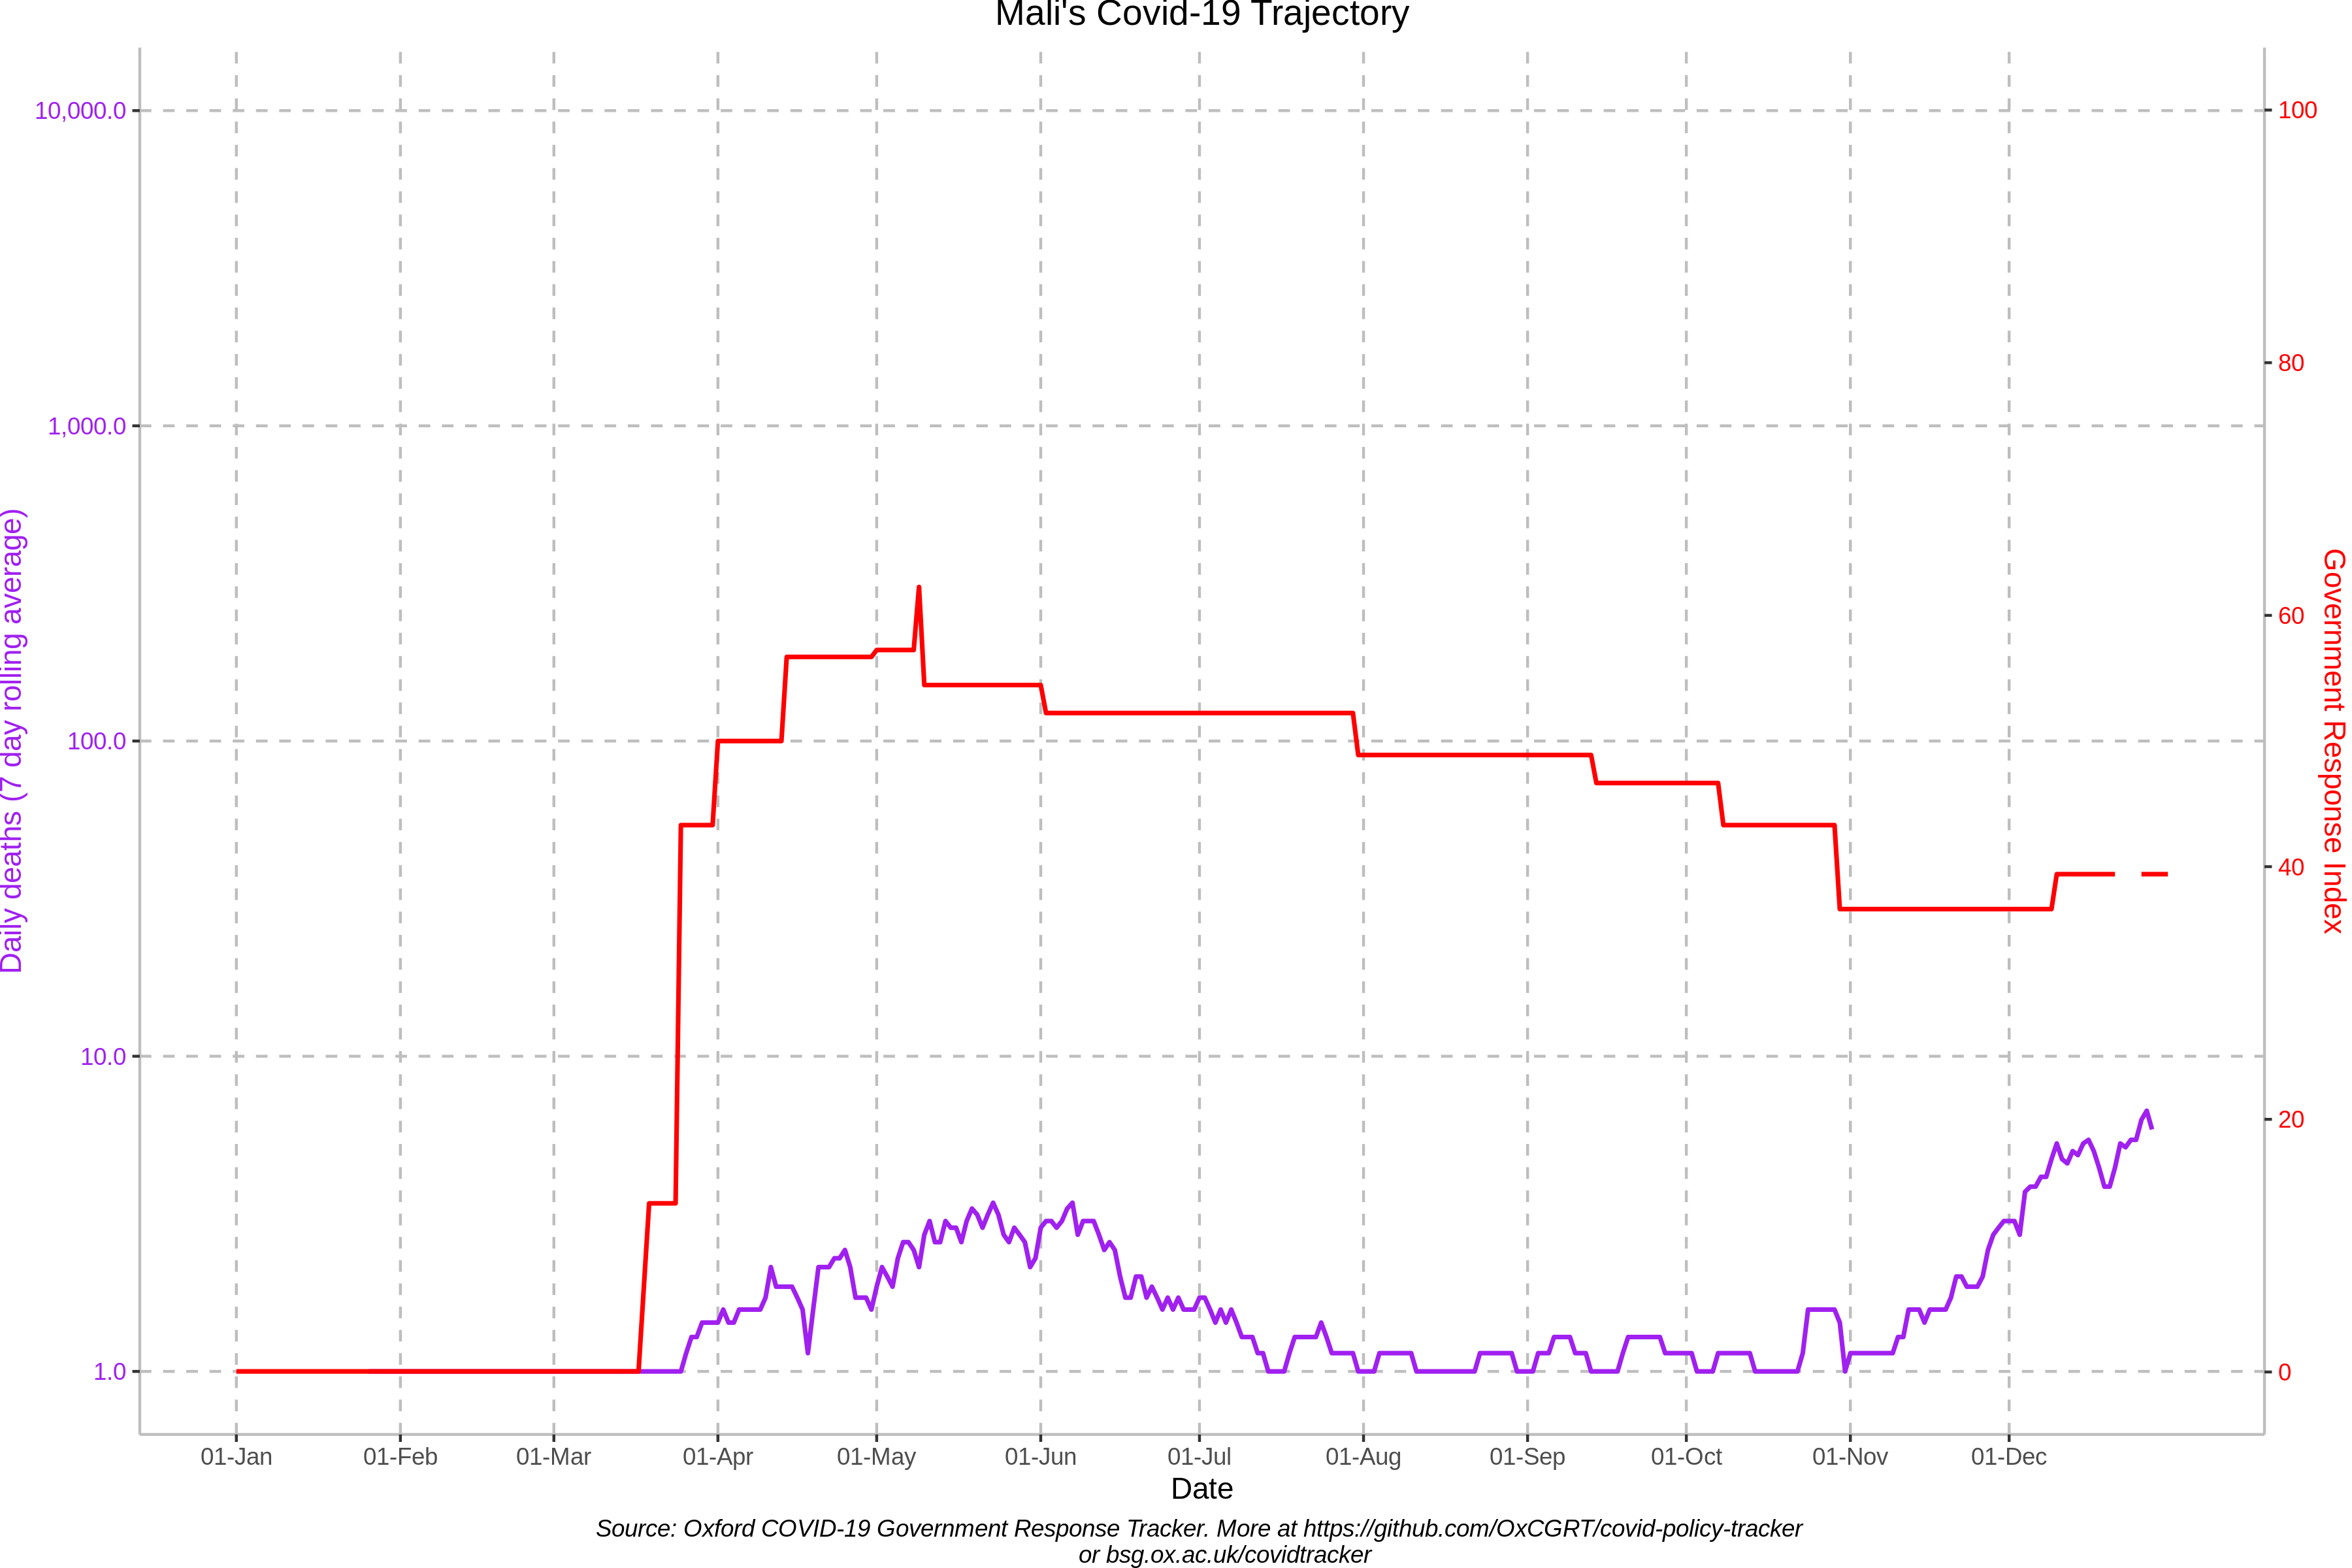 Mali's Covid-19 Trajectory
10,000.0
1,000.0
100.0
10.0
1.0
Daily deaths (7 day rolling average)
100
80
60
40
20
0
Government Response Index
01-Jan 01-Feb 01-Mar 01-Apr 01-May 01-Jun 01-Jul 01-Aug 01-Sep 01-Oct 01-Nov 01-Dec
Date
Source: Oxford COVID-19 Government Response Tracker. More at https://github.com/OxCGRT/covid-policy-tracker
or bsg.ox.ac.uk/covidtracker